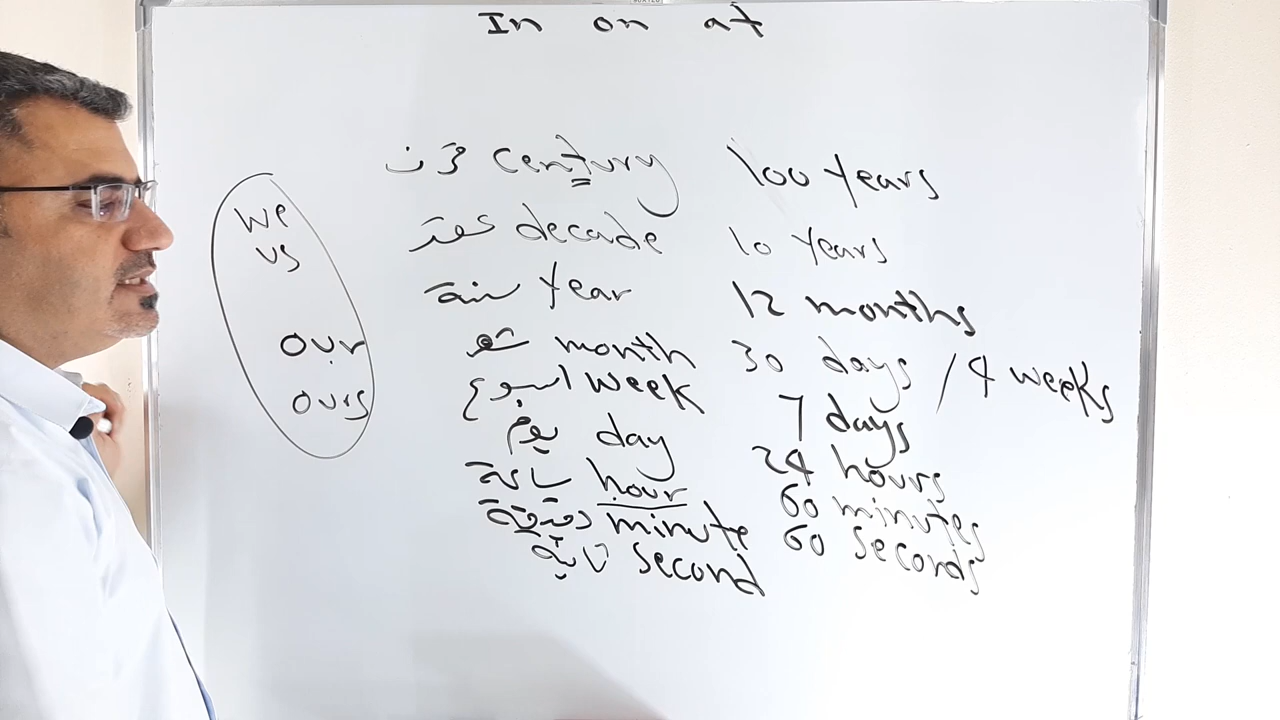 In on at
قرن century 100 years
عقد decade 10 years
سنة year 12 months
شهر month 30 days / 4 weeks
اسبوع week 7 days
يوم day 24 hours
ساعة hour 60 minutes
دقيقة minute 60 seconds
ثانية second
we
us
our
ours